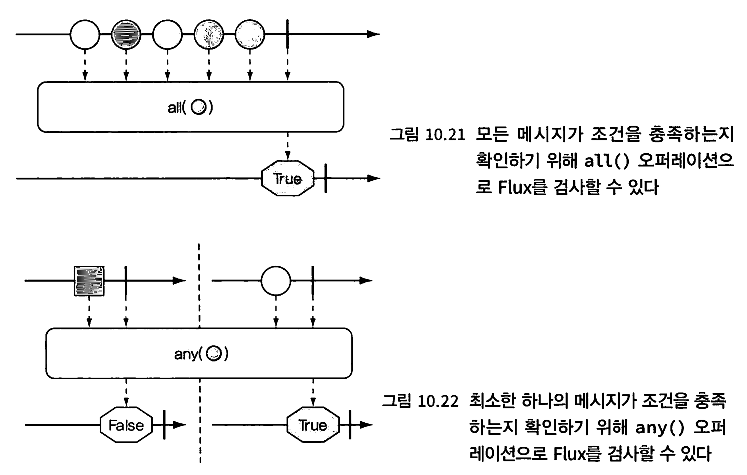 all( )
True
그림 10.21 모든 메시지가 조건을 충족하는지
확인하기 위해 all() 오퍼레이션으
로 Flux를 검사할 수 있다
any( )
False
True
그림 10.22 최소한 하나의 메시지가 조건을 충족
하는지 확인하기 위해 any() 오퍼
레이션으로 Flux를 검사할 수 있다